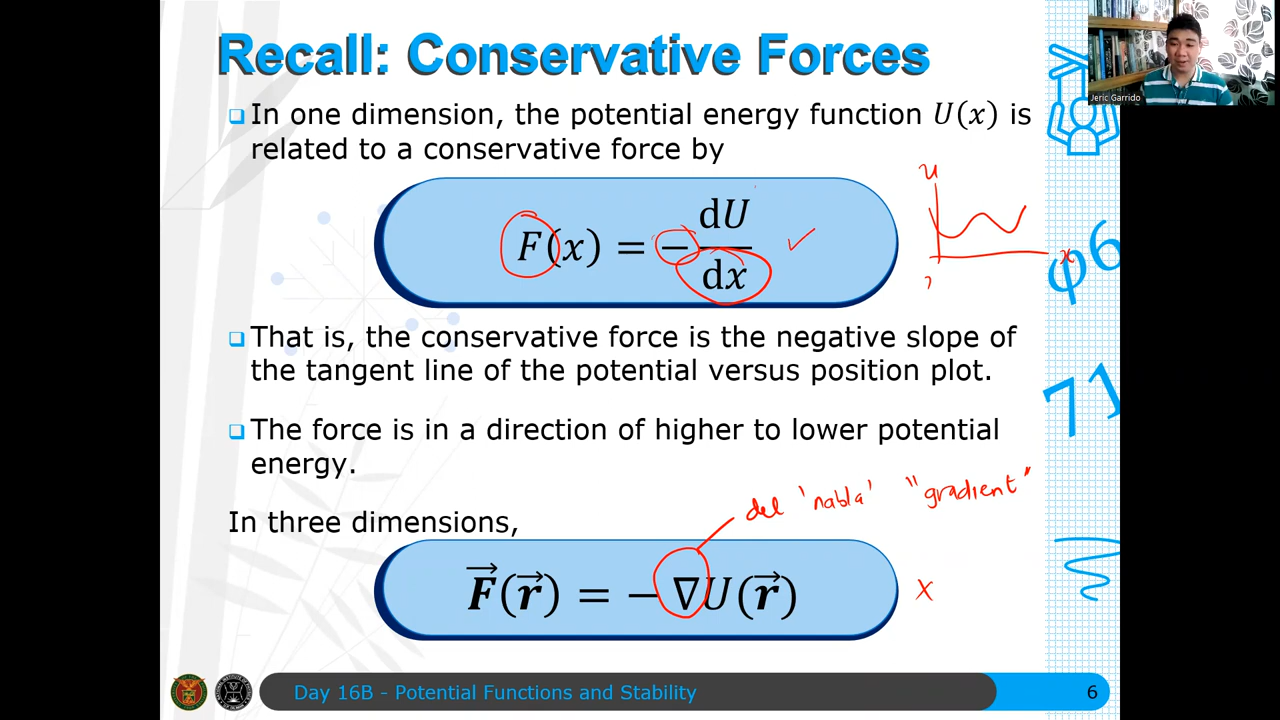 Recall: Conservative Forces
Jeric Garrido
❑ In one dimension, the potential energy function U(x) is
related to a conservative force by
F(x) = − dU/dx ✓
u
x
❑ That is, the conservative force is the negative slope of
the tangent line of the potential versus position plot.
❑ The force is in a direction of higher to lower potential
energy.
del 'nabla' "gradient"
In three dimensions,
F⃗(r⃗) = −∇U(r⃗) x
φ6
71
Day 16B - Potential Functions and Stability
6